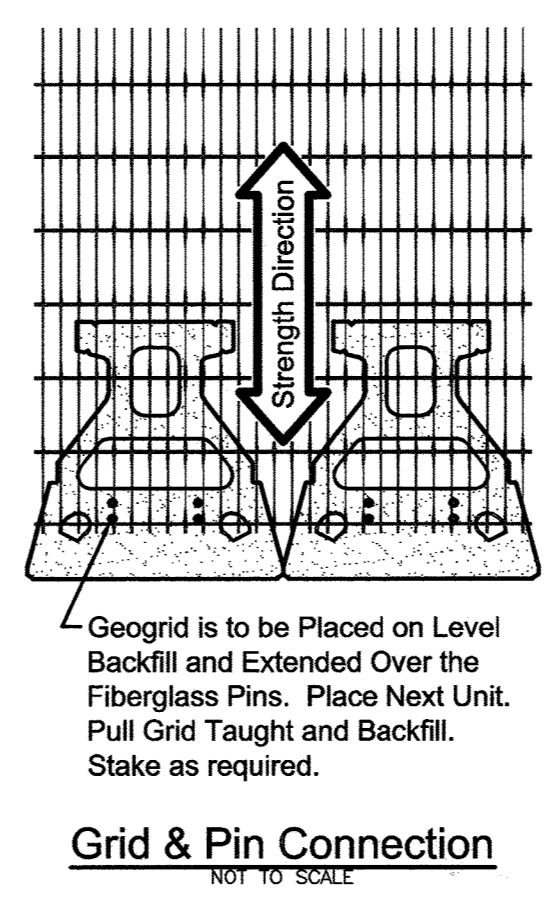 Strength Direction
Geogrid is to be Placed on Level
Backfill and Extended Over the
Fiberglass Pins. Place Next Unit.
Pull Grid Taught and Backfill.
Stake as required.
Grid & Pin Connection
NOT TO SCALE